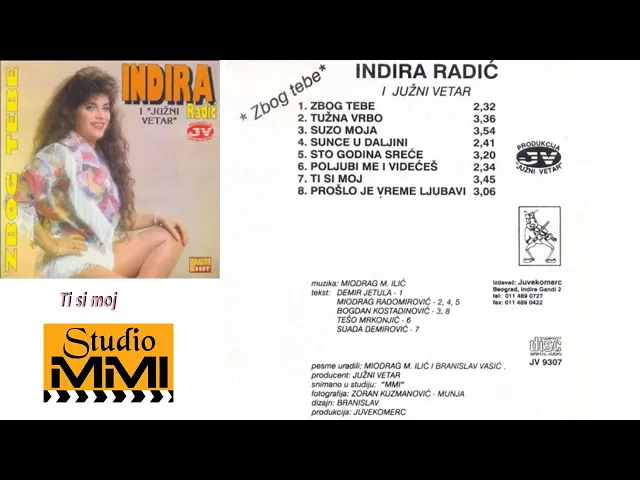 ZBOG TEBE
INDIRA
Radić
I "JUŽNI
VETAR"
JV
Ti si moj
Studio
MMI
* Zbog tebe *
INDIRA RADIĆ
I JUŽNI VETAR
1. ZBOG TEBE 2,32
2. TUŽNA VRBO 3,36
3. SUZO MOJA 3,54
4. SUNCE U DALJINI 2,41
5. STO GODINA SREĆE 3,20
6. POLJUBI ME I VIDEĆEŠ 2,34
7. TI SI MOJ 3,45
8. PROŠLO JE VREME LJUBAVI 3,06
PRODUKCIJA
JV
"JUŽNI VETAR"
muzika: MIODRAG M. ILIĆ
tekst: DEMIR JETULA - 1
MIODRAG RADOMIROVIĆ - 2, 4, 5
BOGDAN KOSTADINOVIĆ - 3, 8
TEŠO MRKONJIĆ - 6
SUADA DEMIROVIĆ - 7
Izdavač: Juvekomerc
Beograd, Indira Gandi 2
tel: 011 489 0727
fax: 011 489 0422
COMPACT
disc
DIGITAL AUDIO
JV 9307
pesme uradili: MIODRAG M. ILIĆ I BRANISLAV VASIĆ .
producent: JUŽNI VETAR
snimano u studiju: "MMI"
fotografija: ZORAN KUZMANOVIĆ - MUNJA
dizajn: BRANISLAV
produkcija: JUVEKOMERC